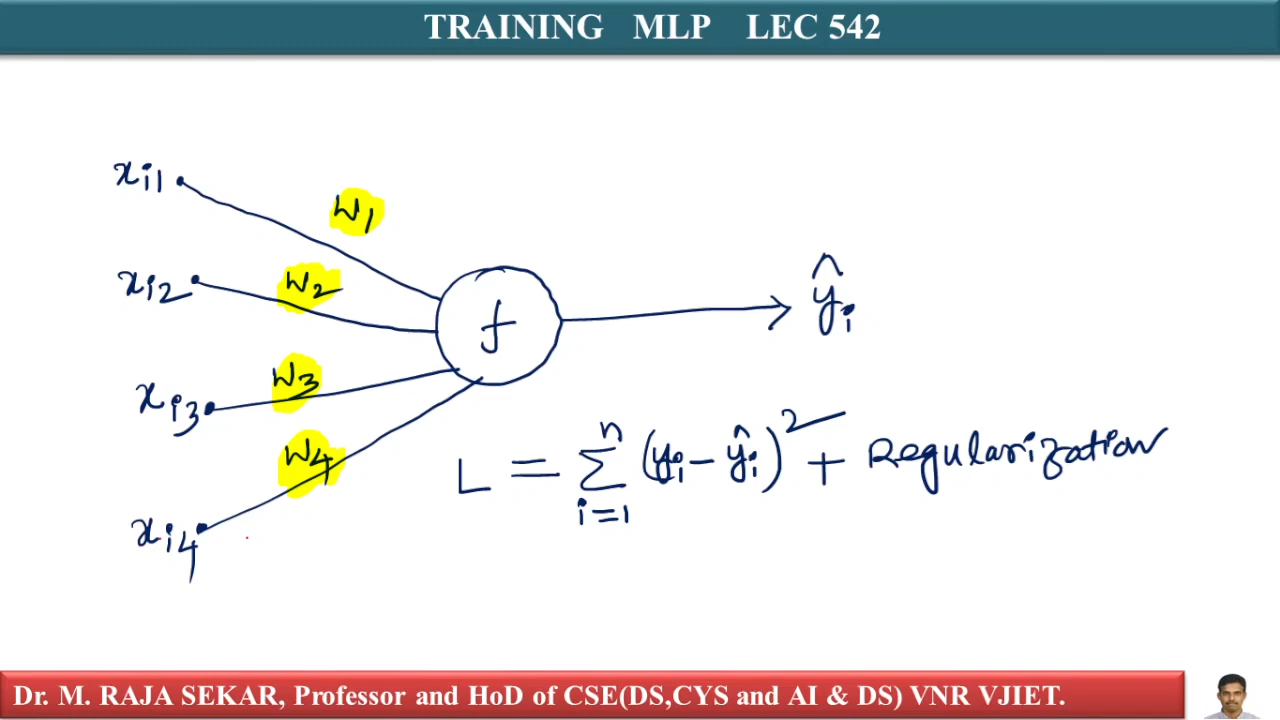 TRAINING MLP LEC 542
xi1
W1
xi2
W2
f
ŷi
xi3
W3
xi4
W4
L = ∑ⁿᵢ₌₁ (yi - ŷi)² + Regularization
Dr. M. RAJA SEKAR, Professor and HoD of CSE(DS,CYS and AI & DS) VNR VJIET.